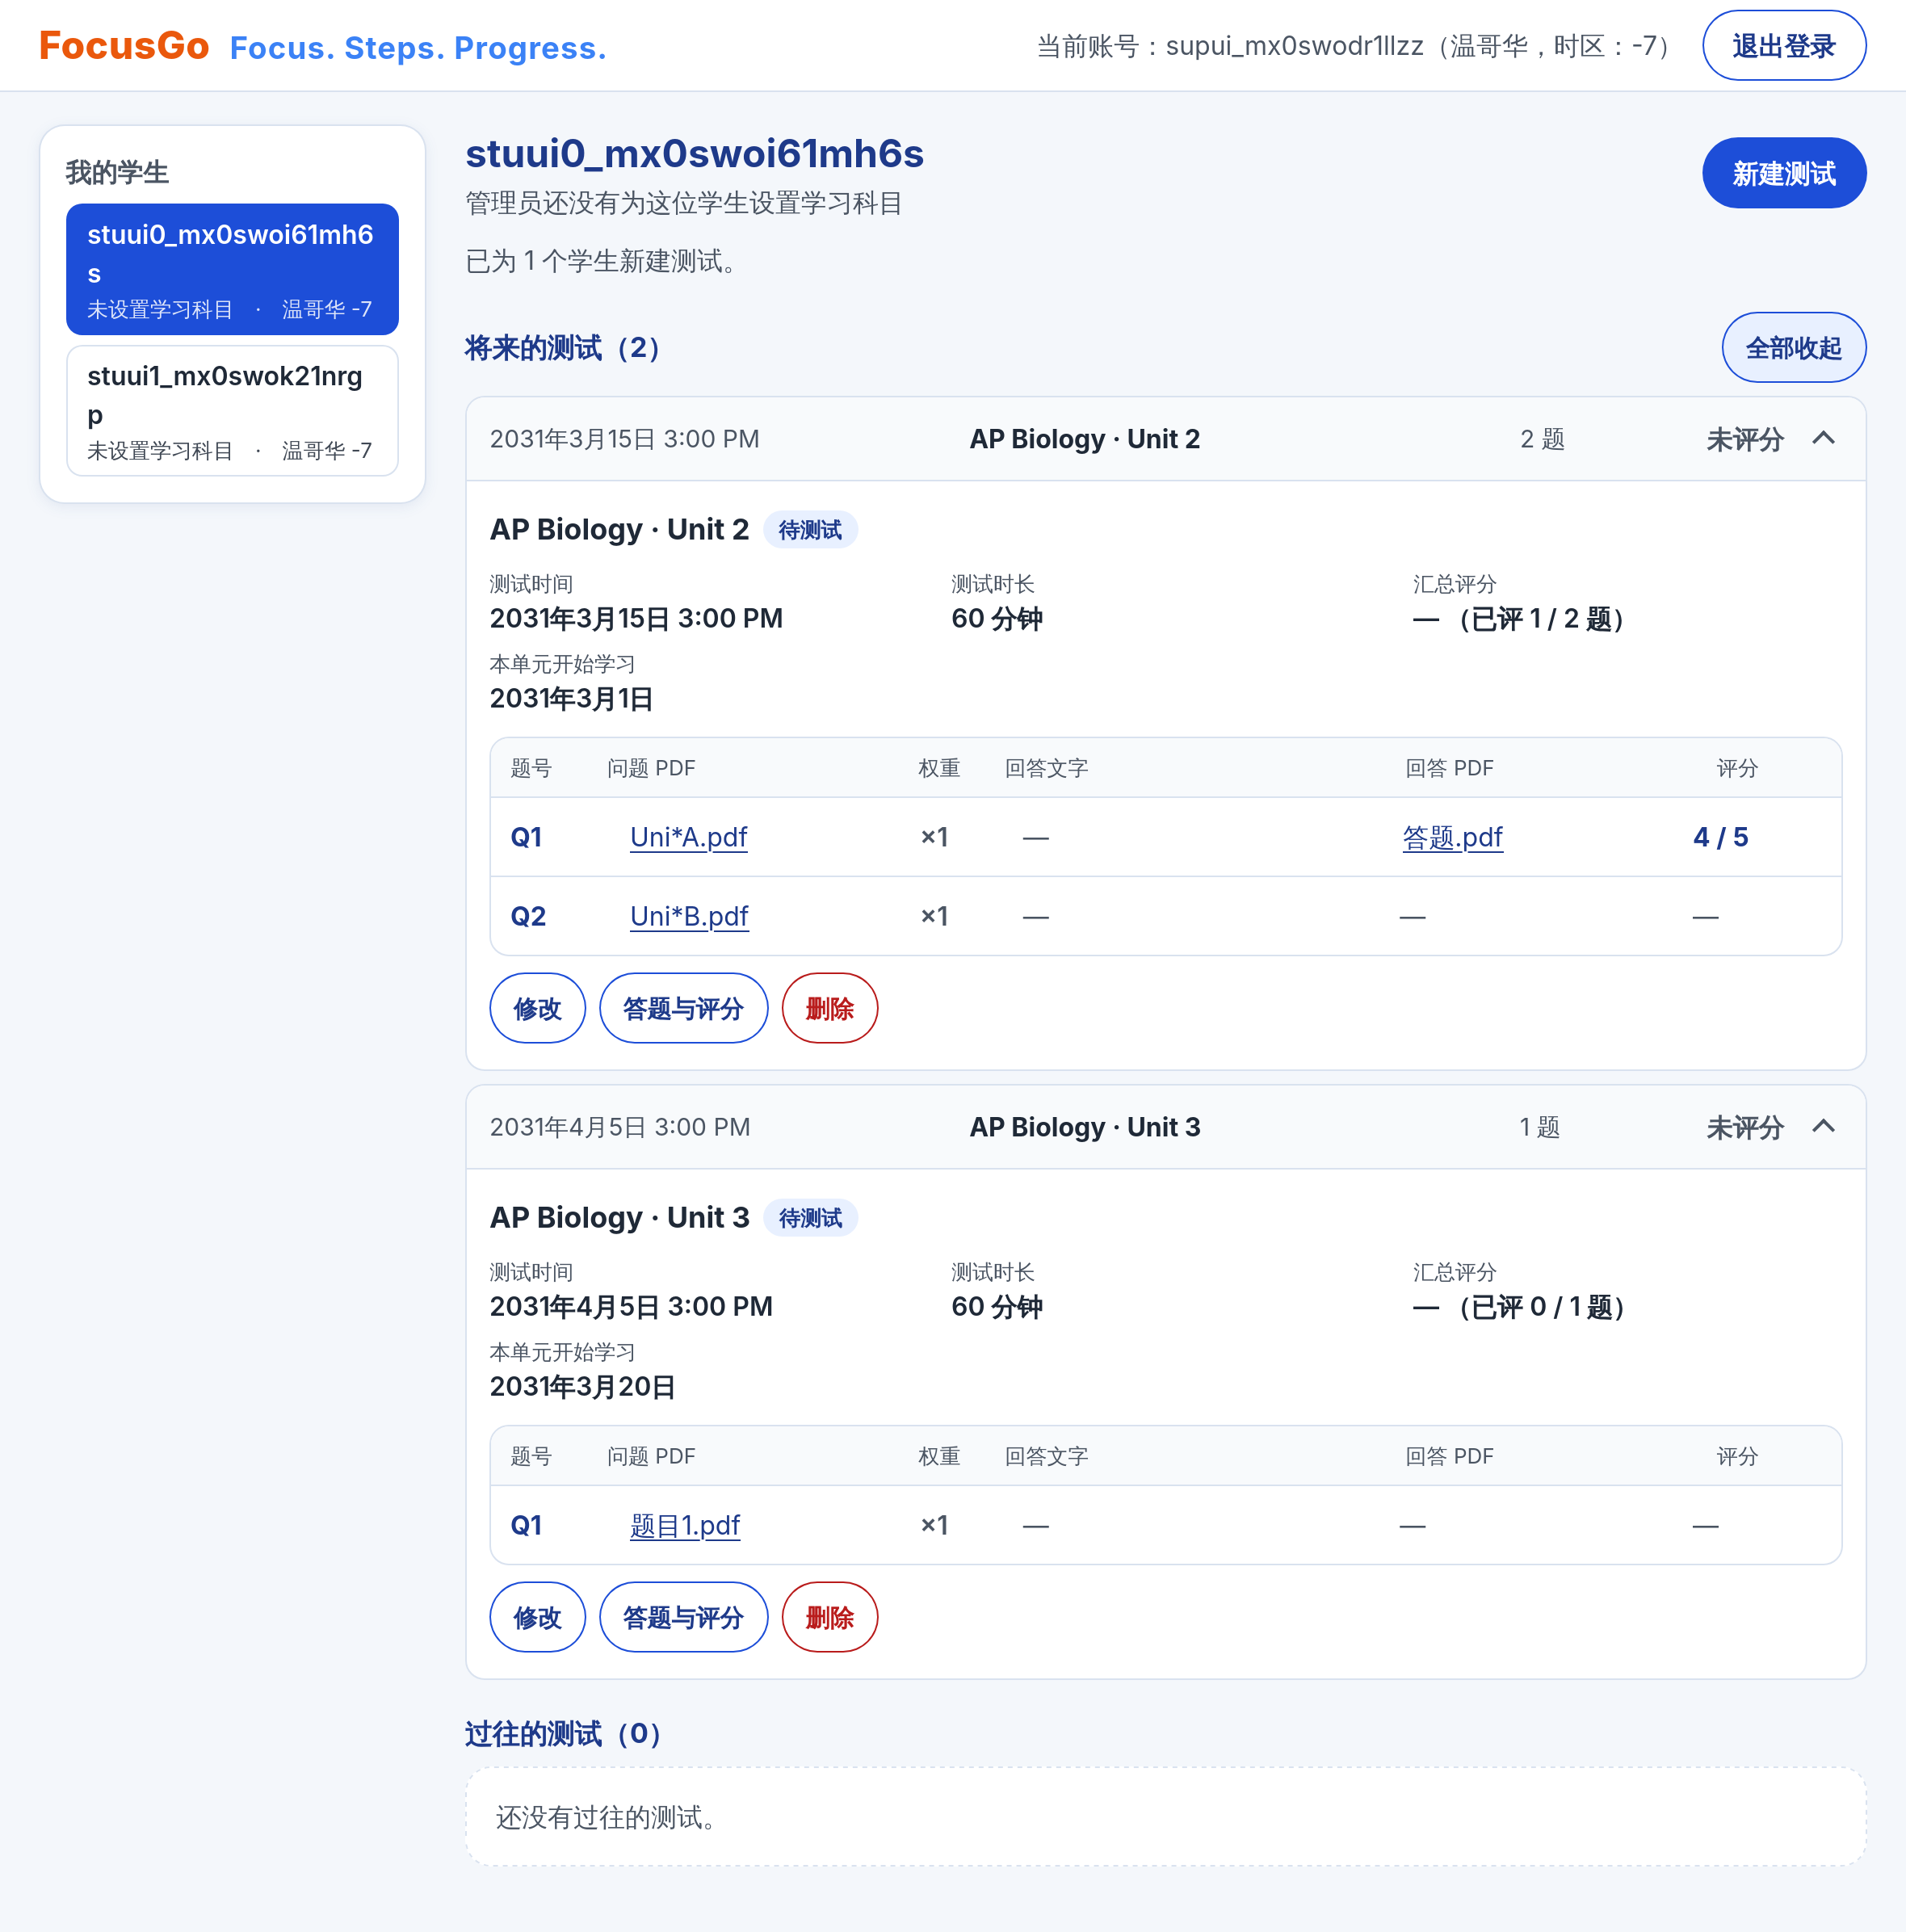 FocusGo Focus. Steps. Progress.
当前账号：supui_mx0swodr1llzz（温哥华，时区：-7）
退出登录
我的学生
stuui0_mx0swoi61mh6
s
未设置学习科目 · 温哥华 -7
stuui1_mx0swok21nrg
p
未设置学习科目 · 温哥华 -7
stuui0_mx0swoi61mh6s
新建测试
管理员还没有为这位学生设置学习科目
已为 1 个学生新建测试。
将来的测试（2）
全部收起
2031年3月15日 3:00 PM AP Biology · Unit 2 2 题 未评分
AP Biology · Unit 2 待测试
测试时间 测试时长 汇总评分
2031年3月15日 3:00 PM 60 分钟 — （已评 1 / 2 题）
本单元开始学习
2031年3月1日
题号 问题 PDF 权重 回答文字 回答 PDF 评分
Q1 Uni*A.pdf ×1 — 答题.pdf 4 / 5
Q2 Uni*B.pdf ×1 — — —
修改 答题与评分 删除
2031年4月5日 3:00 PM AP Biology · Unit 3 1 题 未评分
AP Biology · Unit 3 待测试
测试时间 测试时长 汇总评分
2031年4月5日 3:00 PM 60 分钟 — （已评 0 / 1 题）
本单元开始学习
2031年3月20日
题号 问题 PDF 权重 回答文字 回答 PDF 评分
Q1 题目1.pdf ×1 — — —
修改 答题与评分 删除
过往的测试（0）
还没有过往的测试。